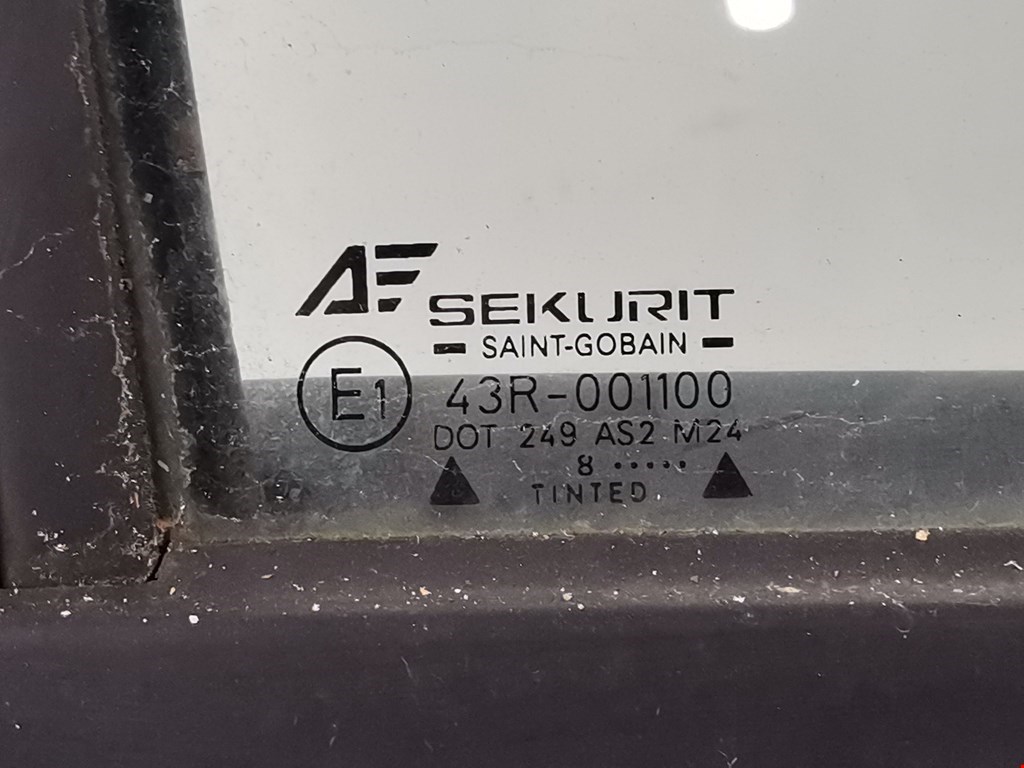 AF
SEKURIT
SAINT-GOBAIN
E1 43R-001100
DOT 249 AS2 M24
8 •••••
TINTED